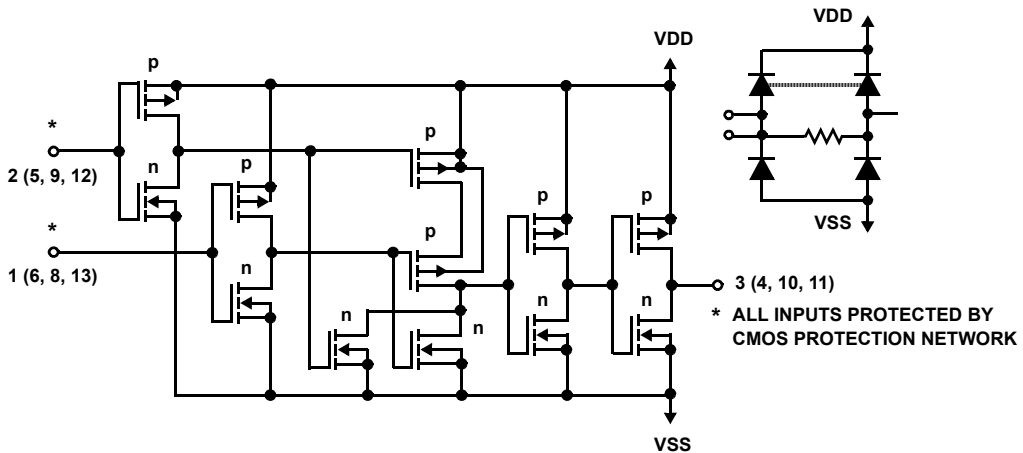 VDD
VDD
p
*
p
p
n
2 (5, 9, 12)
p
VSS
*
p
p
1 (6, 8, 13)
n
n
n
3 (4, 10, 11)
n
n
* ALL INPUTS PROTECTED BY
CMOS PROTECTION NETWORK
VSS